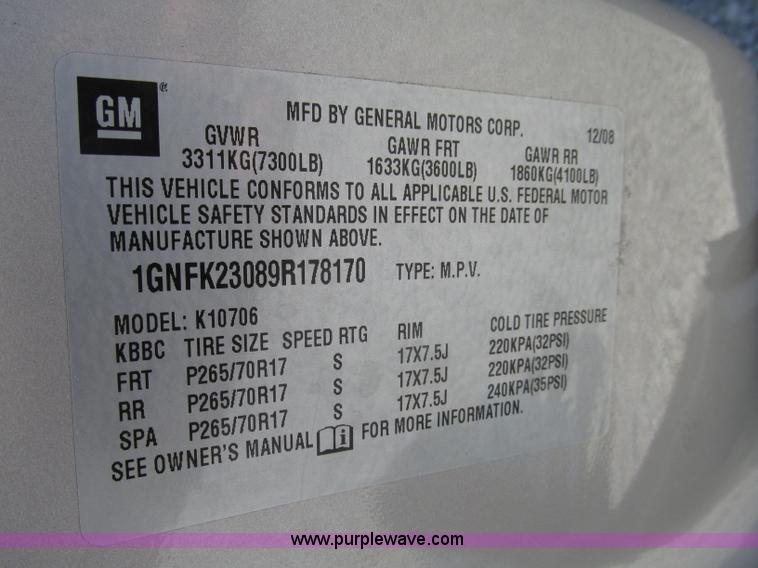 GM®
MFD BY GENERAL MOTORS CORP. 12/08
GVWR GAWR FRT GAWR RR
3311KG(7300LB) 1633KG(3600LB) 1860KG(4100LB)
THIS VEHICLE CONFORMS TO ALL APPLICABLE U.S. FEDERAL MOTOR
VEHICLE SAFETY STANDARDS IN EFFECT ON THE DATE OF
MANUFACTURE SHOWN ABOVE.
1GNFK23089R178170 TYPE: M.P.V.
MODEL: K10706
KBBC TIRE SIZE SPEED RTG RIM COLD TIRE PRESSURE
FRT P265/70R17 S 17X7.5J 220KPA(32PSI)
RR P265/70R17 S 17X7.5J 220KPA(32PSI)
SPA P265/70R17 S 17X7.5J 240KPA(35PSI)
SEE OWNER'S MANUAL i FOR MORE INFORMATION.
www.purplewave.com